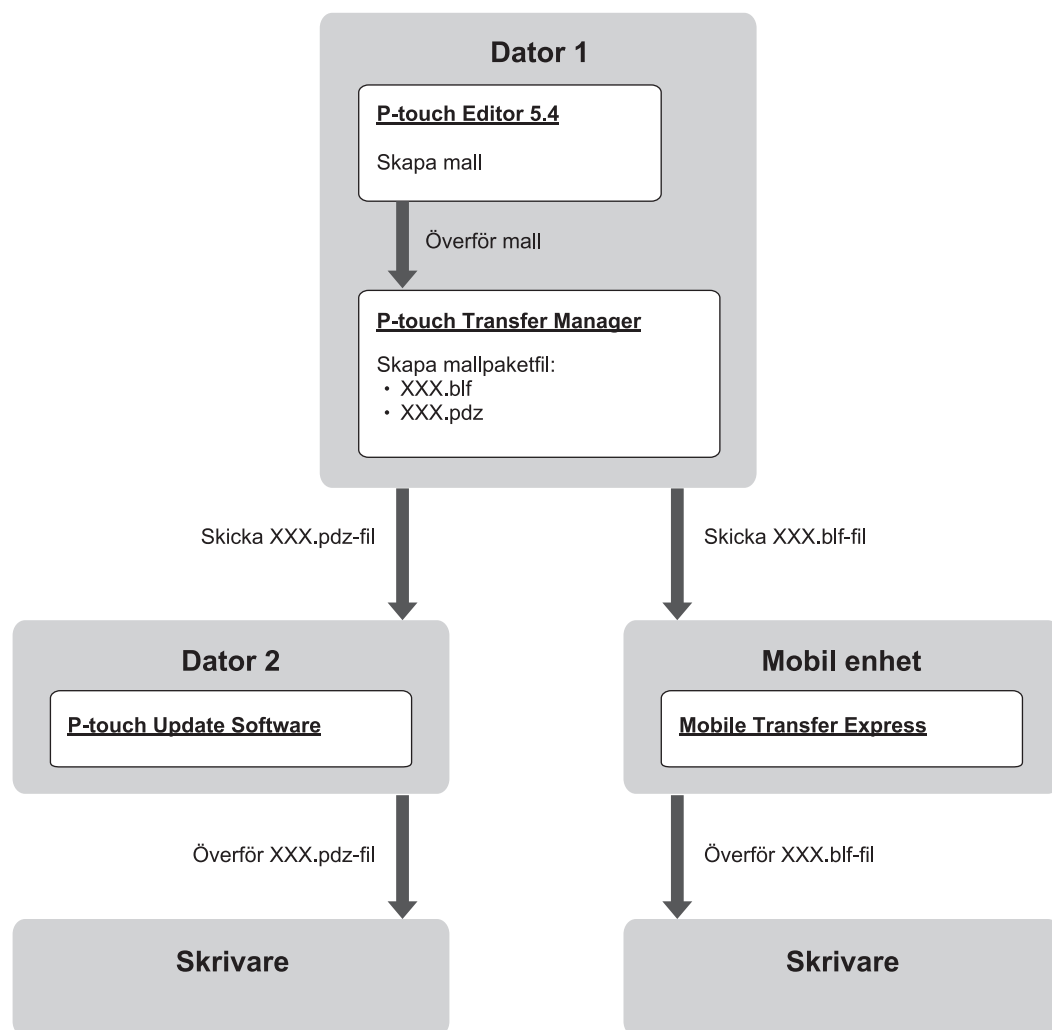 Dator 1
P-touch Editor 5.4
Skapa mall
Överför mall
P-touch Transfer Manager
Skapa mallpaketfil:
• XXX.blf
• XXX.pdz
Skicka XXX.pdz-fil
Skicka XXX.blf-fil
Dator 2
P-touch Update Software
Mobil enhet
Mobile Transfer Express
Överför XXX.pdz-fil
Överför XXX.blf-fil
Skrivare
Skrivare